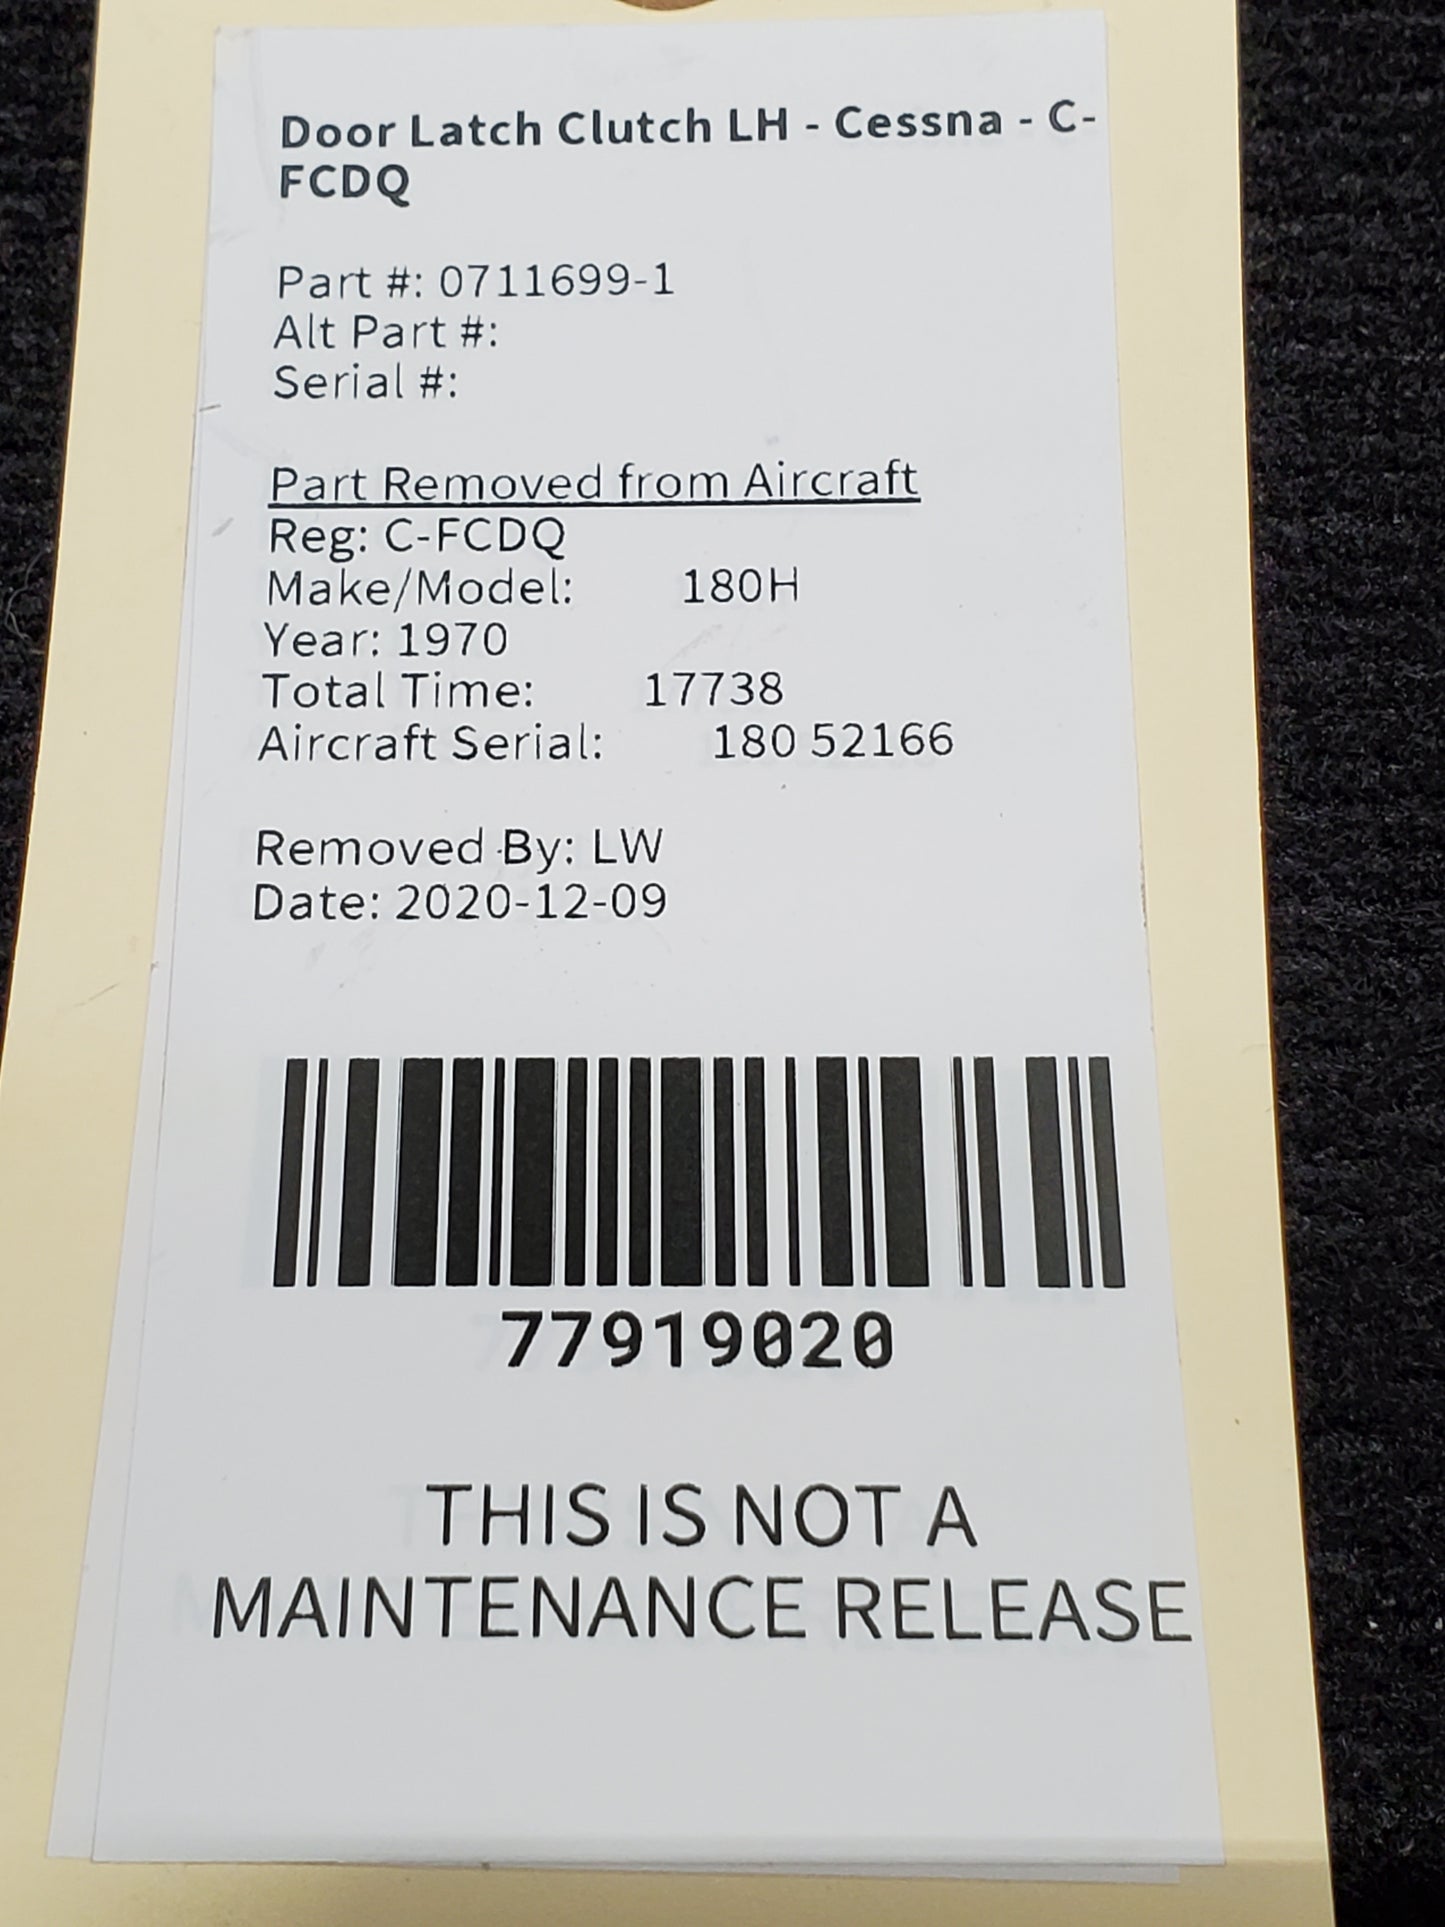 Door Latch Clutch LH - Cessna - C-
FCDQ
Part #: 0711699-1
Alt Part #:
Serial #:
Part Removed from Aircraft
Reg: C-FCDQ
Make/Model: 180H
Year: 1970
Total Time: 17738
Aircraft Serial: 180 52166
Removed By: LW
Date: 2020-12-09
77919020
THIS IS NOT A
MAINTENANCE RELEASE